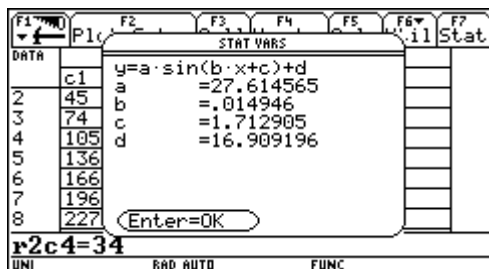 F1 F2 F3 F4 F5 F6 F7
Stat
STAT VARS
DATA
y=a·sin(b·x+c)+d
a =27.614565
b =.014946
c =1.712905
d =16.909196
c1
2 45
3 74
4 105
5 136
6 166
7 196
8 227
Enter=OK
r2c4=34
UNI RAD AUTO FUNC